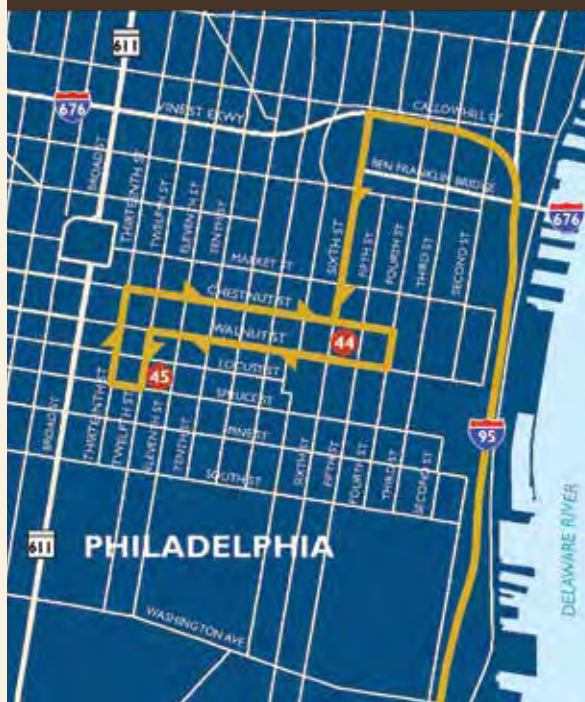 611
676
VINE ST EXWY
CALLOWHILL ST
BEN FRANKLIN BRIDGE
676
BROAD ST
THIRTEENTH ST
TWELFTH ST
ELEVENTH ST
TENTH ST
MARKET ST
SIXTH ST
FIFTH ST
FOURTH ST
THIRD ST
SECOND ST
CHESTNUT ST
WALNUT ST
44
LOCUST ST
45
SPRUCE ST
PINE ST
SOUTH ST
BROAD ST
THIRTEENTH ST
TWELFTH ST
ELEVENTH ST
TENTH ST
SIXTH ST
FIFTH ST
FOURTH ST
THIRD ST
SECOND ST
95
611
PHILADELPHIA
DELAWARE RIVER
WASHINGTON AVE